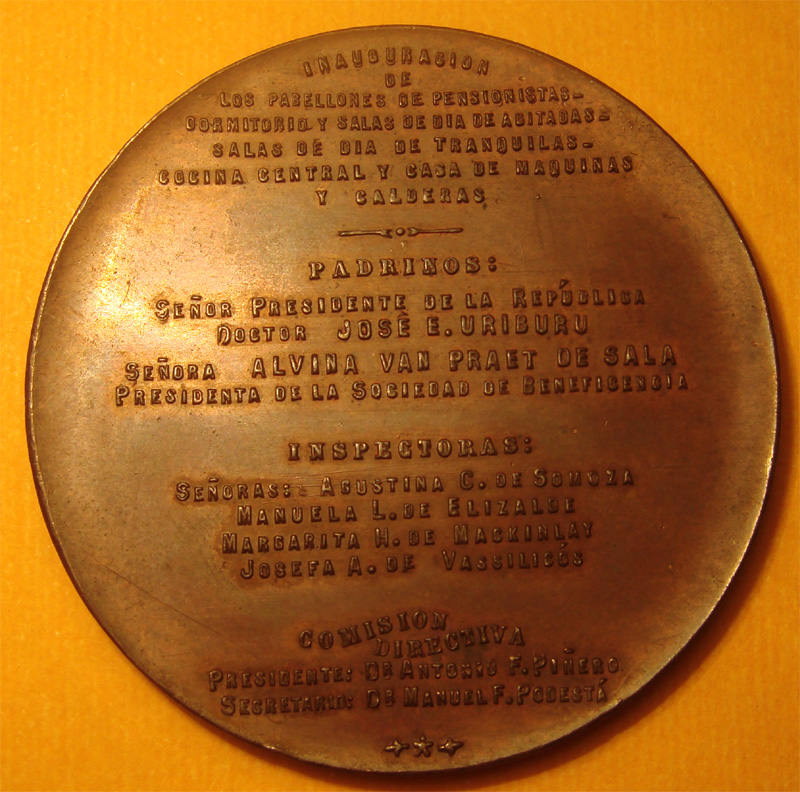 INAUGURACION
DE
LOS PABELLONES DE PENSIONISTAS-
DORMITORIO Y SALAS DE DIA DE AGITADAS-
SALAS DE DIA DE TRANQUILAS-
COCINA CENTRAL Y CASA DE MAQUINAS
Y CALDERAS
PADRINOS:
SEÑOR PRESIDENTE DE LA REPÚBLICA
DOCTOR JOSÉ E. URIBURU
SEÑORA ALVINA VAN PRAET DE SALA
PRESIDENTA DE LA SOCIEDAD DE BENEFICENCIA
INSPECTORAS:
SEÑORAS: AGUSTINA C. DE SOMOZA
MANUELA L. DE ELIZALDE
MARGARITA H. DE MACKINLAY
JOSEFA A. DE VASSILICÓS
COMISION
DIRECTIVA
PRESIDENTE: DR ANTONIO F. PIÑERO
SECRETARIO: DR MANUEL F. PODESTÁ